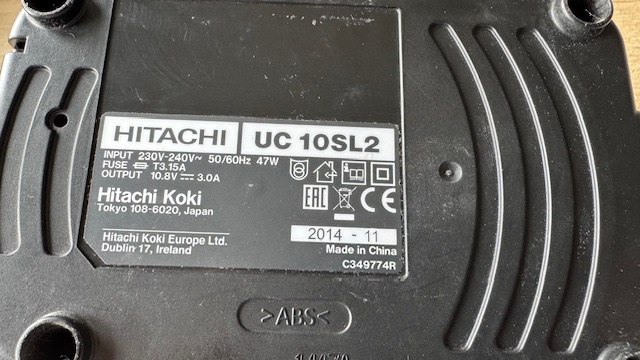 HITACHI UC 10SL2
INPUT 230V-240V~ 50/60Hz 47W
FUSE T3.15A
OUTPUT 10.8V⎓3.0A
Hitachi Koki
Tokyo 108-6020, Japan
EAC CE
Hitachi Koki Europe Ltd.
Dublin 17, Ireland
2014 - 11
Made in China
C349774R
>ABS<